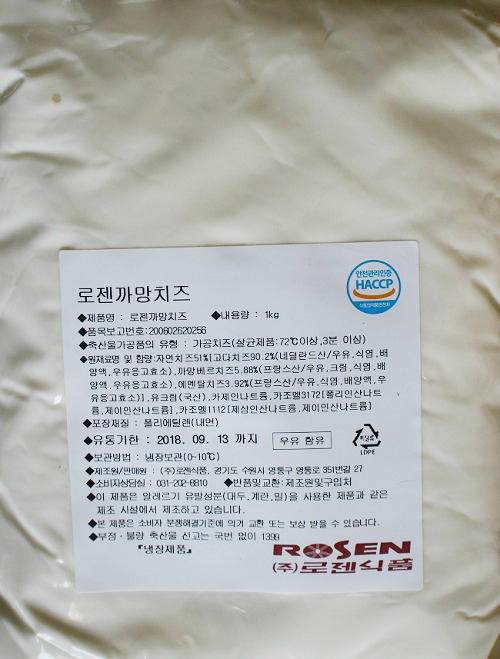 로젠까망치즈
안전관리인증
HACCP
식품의약품안전처
◆제품명 : 로젠까망치즈 ◆내용량 : 1kg
◆품목보고번호:200602620256
◆축산물가공품의 유형 : 가공치즈(살균제품:72℃이상,3분 이상)
◆원재료명 및 함량:자연치즈51%[고다치즈90.2%(네덜란드산/우유,식염,배
양액,우유응고효소),까망베르치즈5.88%(프랑스산/우유,크림,식염,배
양액,우유응고효소),에멘탈치즈3.92%(프랑스산/우유,식염,배양액,우
유응고효소)],유크림(국산),카제인나트륨,카조멜3172[폴리인산나트
륨,제이인산나트륨],카조멜1112[제삼인산나트륨,제이인산나트륨]
◆포장재질 : 폴리에틸렌(내면)
◆유통기한 : 2018. 09. 13 까지
우유 함유
비닐류
LDPE
◆보관방법 : 냉장보관(0~10℃)
◆제조원/판매원 : (주)로젠식품, 경기도 수원시 영통구 영통로 351번길 27
◆소비자상담실 : 031-202-6810 ◆반품및교환:제조원및구입처
◆이 제품은 알레르기 유발성분(대두,계란,밀)을 사용한 제품과 같은
제조 시설에서 제조하고 있습니다.
◆본 제품은 소비자 분쟁해결기준에 의거 교환 또는 보상 받을 수 있습니다.
◆부정·불량 축산물 신고는 국번 없이 1399
『냉장제품』
ROSEN
(주)로젠식품